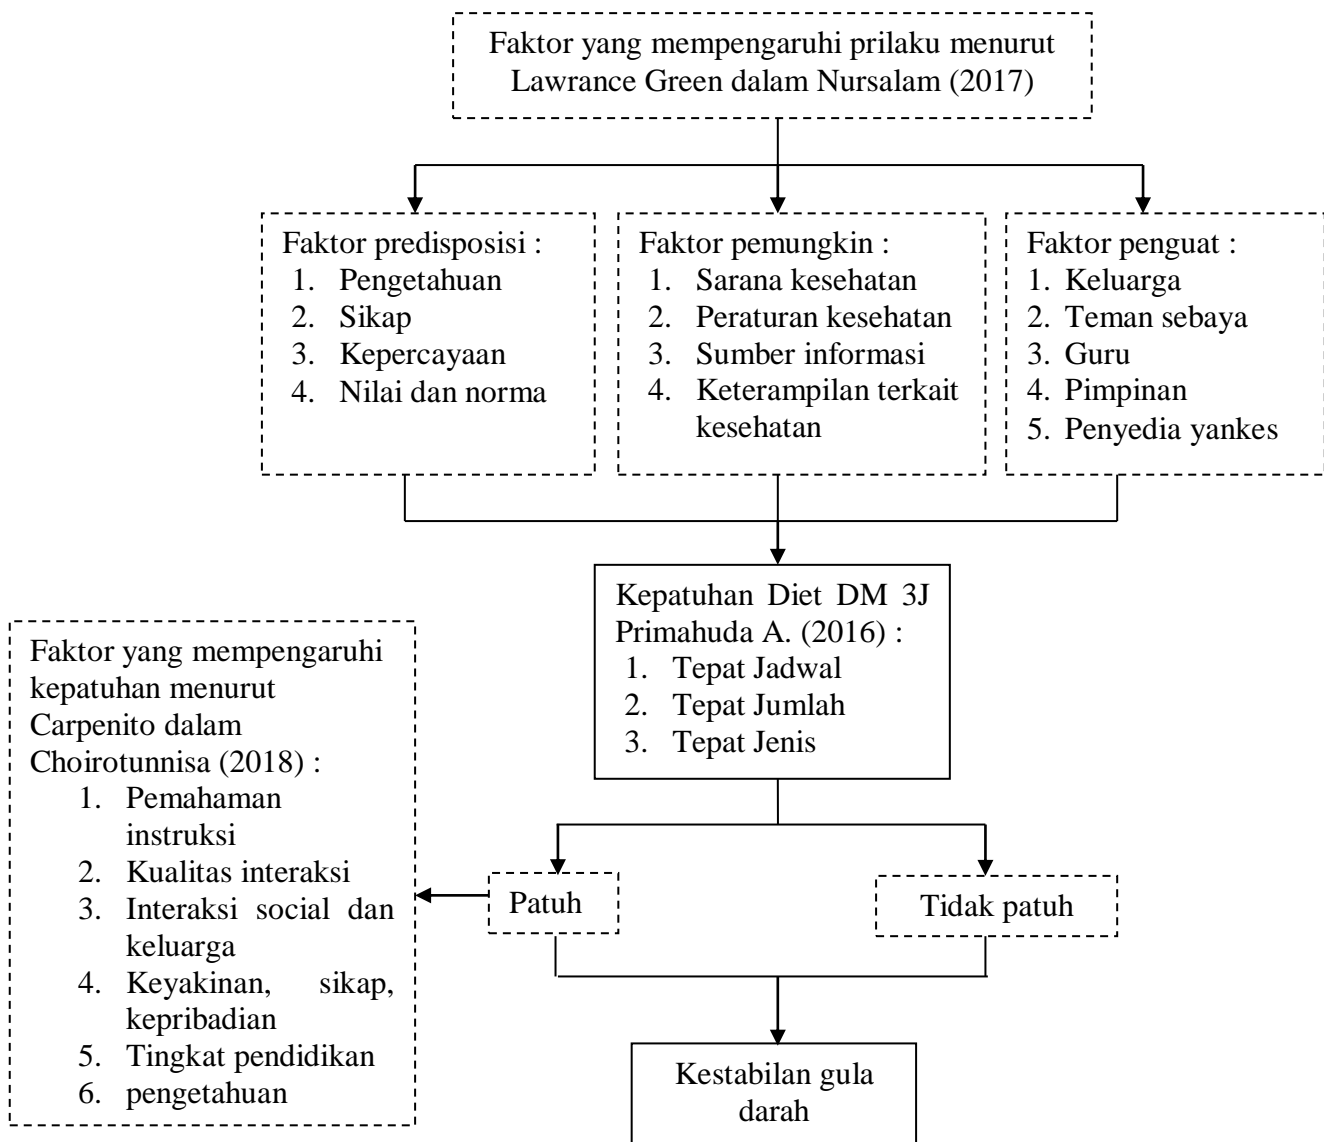 Faktor yang mempengaruhi prilaku menurut
Lawrance Green dalam Nursalam (2017)
Faktor predisposisi :
1. Pengetahuan
2. Sikap
3. Kepercayaan
4. Nilai dan norma
Faktor pemungkin :
1. Sarana kesehatan
2. Peraturan kesehatan
3. Sumber informasi
4. Keterampilan terkait
kesehatan
Faktor penguat :
1. Keluarga
2. Teman sebaya
3. Guru
4. Pimpinan
5. Penyedia yankes
Kepatuhan Diet DM 3J
Primahuda A. (2016) :
1. Tepat Jadwal
2. Tepat Jumlah
3. Tepat Jenis
Faktor yang mempengaruhi
kepatuhan menurut
Carpenito dalam
Choirotunnisa (2018) :
1. Pemahaman
instruksi
2. Kualitas interaksi
3. Interaksi social dan
keluarga
4. Keyakinan, sikap,
kepribadian
5. Tingkat pendidikan
6. pengetahuan
Patuh
Tidak patuh
Kestabilan gula
darah